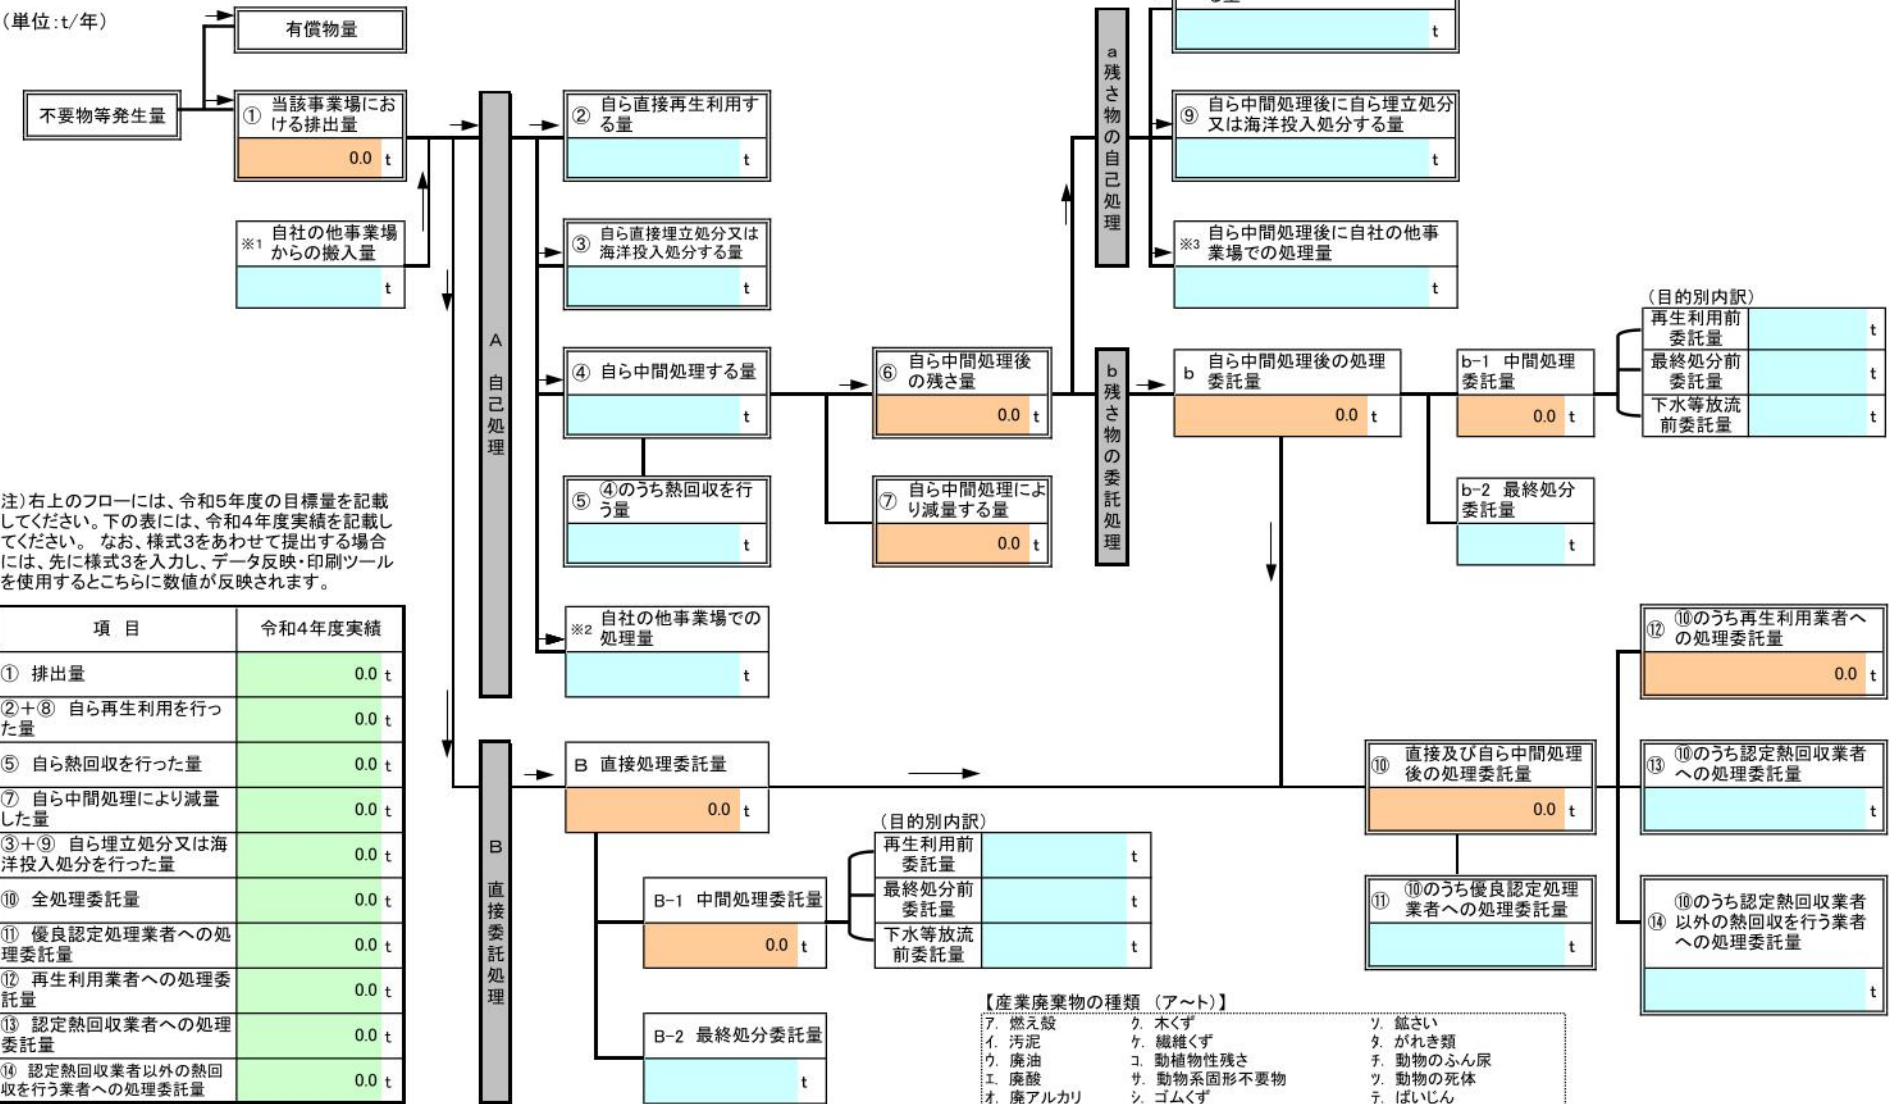 (単位:t/年)
有償物量
不要物等発生量
① 当該事業場にお
ける排出量
0.0 t
※1 自社の他事業場
からの搬入量
t
A 自己処理
② 自ら直接再生利用す
る量
t
③ 自ら直接埋立処分又は
海洋投入処分する量
t
④ 自ら中間処理する量
t
⑤ ④のうち熱回収を行
う量
t
※2 自社の他事業場での
処理量
t
⑥ 自ら中間処理後
の残さ量
0.0 t
⑦ 自ら中間処理によ
り減量する量
0.0 t
a 残さ物の自己処理
t
⑨ 自ら中間処理後に自ら埋立処分
又は海洋投入処分する量
t
※3 自ら中間処理後に自社の他事
業場での処理量
t
b 残さ物の委託処理
b 自ら中間処理後の処理
委託量
0.0 t
b-1 中間処理
委託量
0.0 t
(目的別内訳)
再生利用前
委託量
t
最終処分前
委託量
t
下水等放流
前委託量
t
b-2 最終処分
委託量
t
注)右上のフローには、令和5年度の目標量を記載
してください。下の表には、令和4年度実績を記載し
てください。 なお、様式3をあわせて提出する場合
には、先に様式3を入力し、データ反映・印刷ツール
を使用するとこちらに数値が反映されます。
項 目 令和4年度実績
① 排出量 0.0 t
②+⑧ 自ら再生利用を行っ
た量
0.0 t
⑤ 自ら熱回収を行った量 0.0 t
⑦ 自ら中間処理により減量
した量
0.0 t
③+⑨ 自ら埋立処分又は海
洋投入処分を行った量
0.0 t
⑩ 全処理委託量 0.0 t
⑪ 優良認定処理業者への処
理委託量
0.0 t
⑫ 再生利用業者への処理委
託量
0.0 t
⑬ 認定熱回収業者への処理
委託量
0.0 t
⑭ 認定熱回収業者以外の熱回
収を行う業者への処理委託量
0.0 t
B 直接委託処理
B 直接処理委託量
0.0 t
B-1 中間処理委託量
0.0 t
(目的別内訳)
再生利用前
委託量
t
最終処分前
委託量
t
下水等放流
前委託量
t
B-2 最終処分委託量
t
⑩ 直接及び自ら中間処理
後の処理委託量
0.0 t
⑪ ⑩のうち優良認定処理
業者への処理委託量
t
⑫ ⑩のうち再生利用業者へ
の処理委託量
0.0 t
⑬ ⑩のうち認定熱回収業者
への処理委託量
t
⑭ ⑩のうち認定熱回収業者
以外の熱回収を行う業者
への処理委託量
t
【産業廃棄物の種類 (ア~ト)】
ア. 燃え殻 ク. 木くず ソ. 鉱さい
イ. 汚泥 ケ. 繊維くず タ. がれき類
ウ. 廃油 コ. 動植物性残さ チ. 動物のふん尿
エ. 廃酸 サ. 動物系固形不要物 ツ. 動物の死体
オ. 廃アルカリ シ. ゴムくず テ. ばいじん